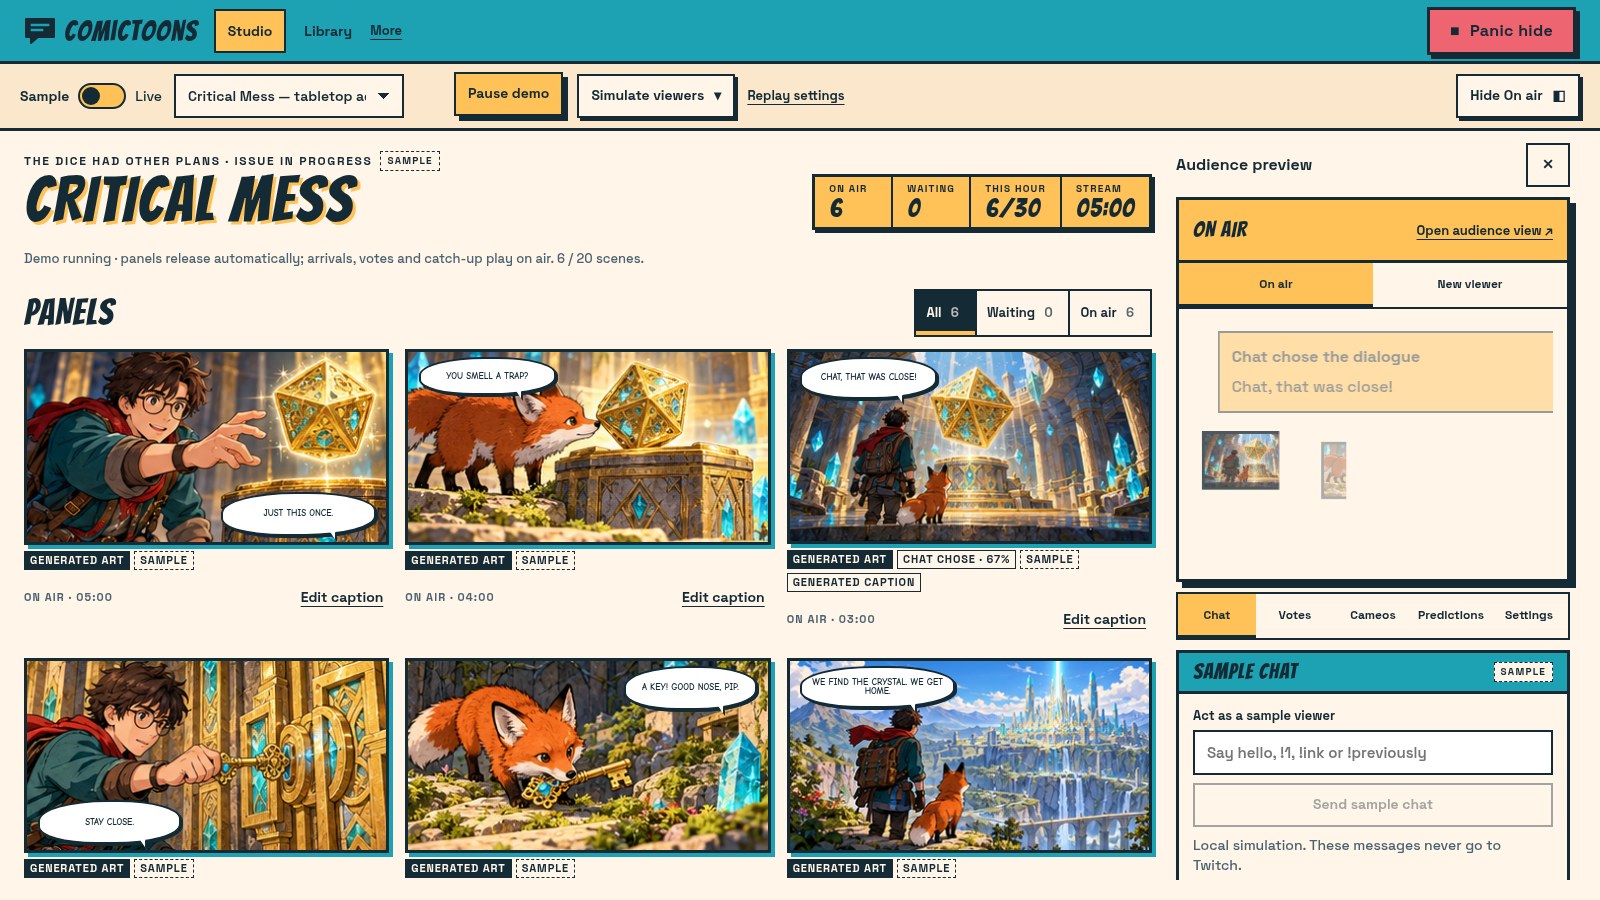 COMICTOONS
Studio
Library
More
Panic hide
Sample
Live
Critical Mess — tabletop a
Pause demo
Simulate viewers
Replay settings
Hide On air
THE DICE HAD OTHER PLANS · ISSUE IN PROGRESS
SAMPLE
CRITICAL MESS
ON AIR
6
WAITING
0
THIS HOUR
6/30
STREAM
05:00
Demo running · panels release automatically; arrivals, votes and catch-up play on air. 6 / 20 scenes.
PANELS
All 6
Waiting 0
On air 6
JUST THIS ONCE.
GENERATED ART
SAMPLE
ON AIR · 05:00
Edit caption
YOU SMELL A TRAP?
GENERATED ART
SAMPLE
ON AIR · 04:00
Edit caption
CHAT, THAT WAS CLOSE!
GENERATED ART
CHAT CHOSE · 67%
SAMPLE
GENERATED CAPTION
ON AIR · 03:00
Edit caption
STAY CLOSE.
GENERATED ART
SAMPLE
A KEY! GOOD NOSE, PIP.
GENERATED ART
SAMPLE
WE FIND THE CRYSTAL. WE GET
HOME.
GENERATED ART
SAMPLE
Audience preview
ON AIR
Open audience view ↗
On air
New viewer
Chat chose the dialogue
Chat, that was close!
Chat
Votes
Cameos
Predictions
Settings
SAMPLE CHAT
SAMPLE
Act as a sample viewer
Say hello, !1, !link or !previously
Send sample chat
Local simulation. These messages never go to
Twitch.